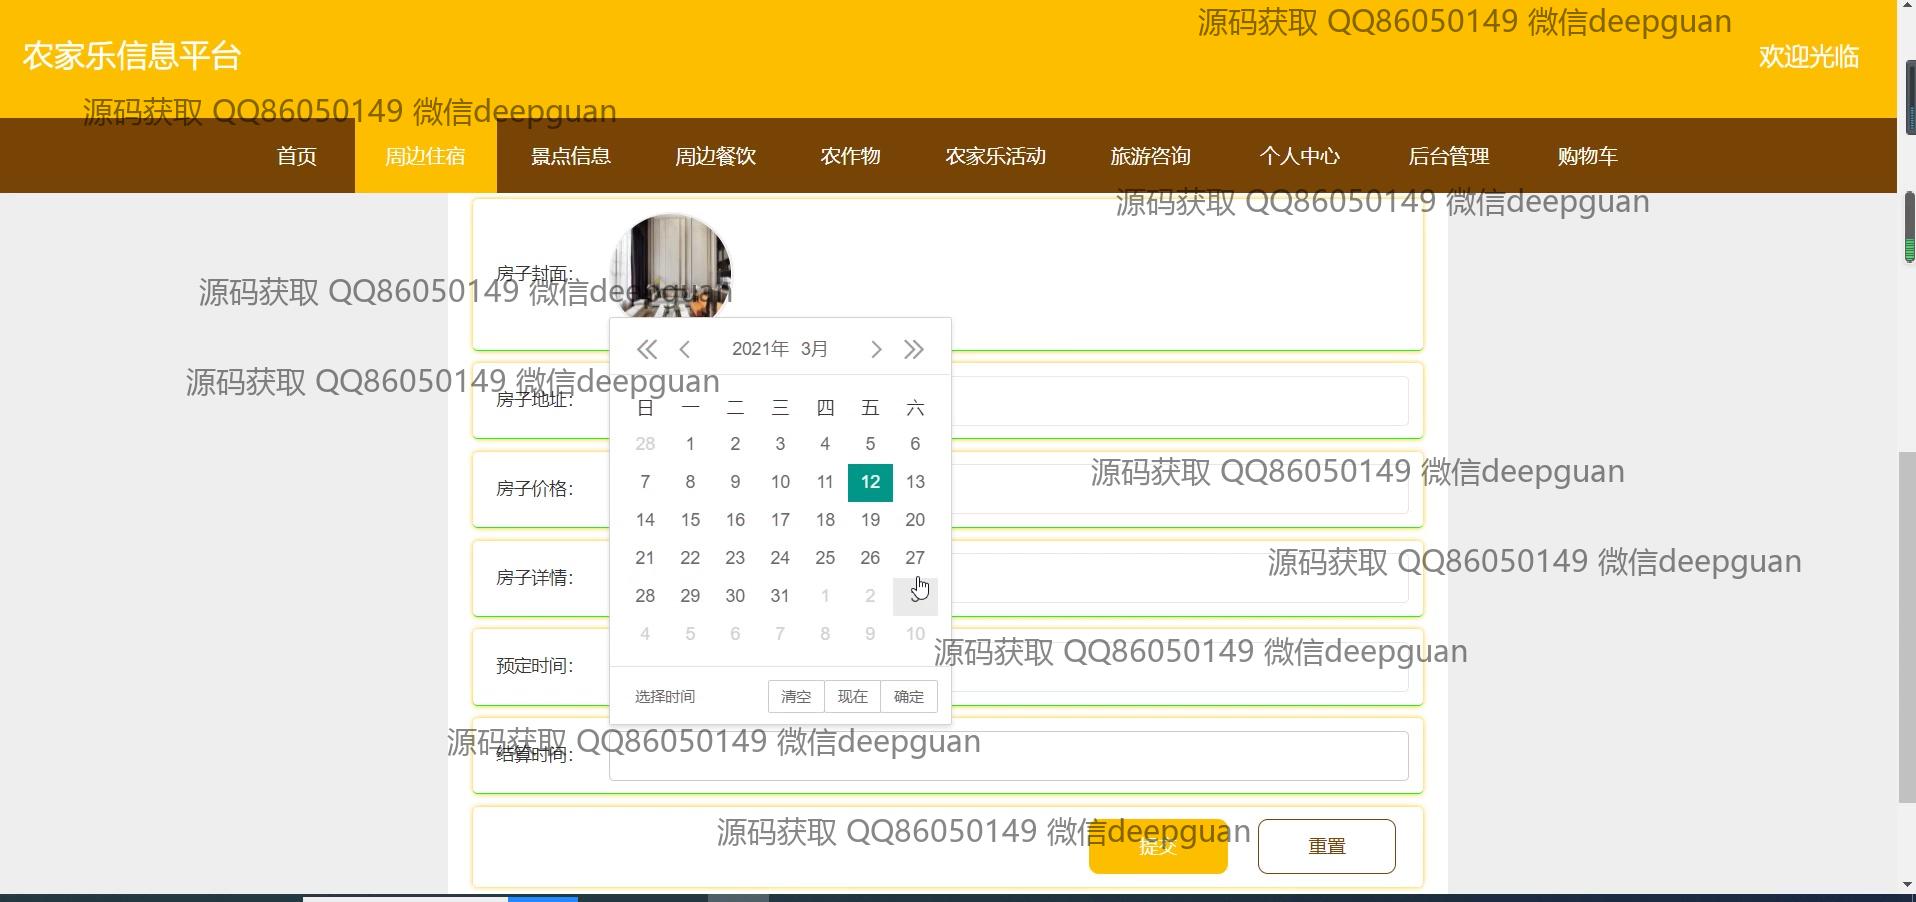 源码获取 QQ86050149 微信deepguan
农家乐信息平台
欢迎光临
源码获取 QQ86050149 微信deepguan
首页 周边住宿 景点信息 周边餐饮 农作物 农家乐活动 旅游咨询 个人中心 后台管理 购物车
源码获取 QQ86050149 微信deepguan
房子封面：
源码获取 QQ86050149 微信deepguan
2021年 3月
源码获取 QQ86050149 微信deepguan
房子地址：
日 一 二 三 四 五 六
28 1 2 3 4 5 6
源码获取 QQ86050149 微信deepguan
房子价格：
7 8 9 10 11 12 13
14 15 16 17 18 19 20
源码获取 QQ86050149 微信deepguan
21 22 23 24 25 26 27
房子详情：
28 29 30 31 1 2 3
4 5 6 7 8 9 10
源码获取 QQ86050149 微信deepguan
预定时间：
选择时间 清空 现在 确定
源码获取 QQ86050149 微信deepguan
结算时间：
源码获取 QQ86050149 微信deepguan
提交 重置